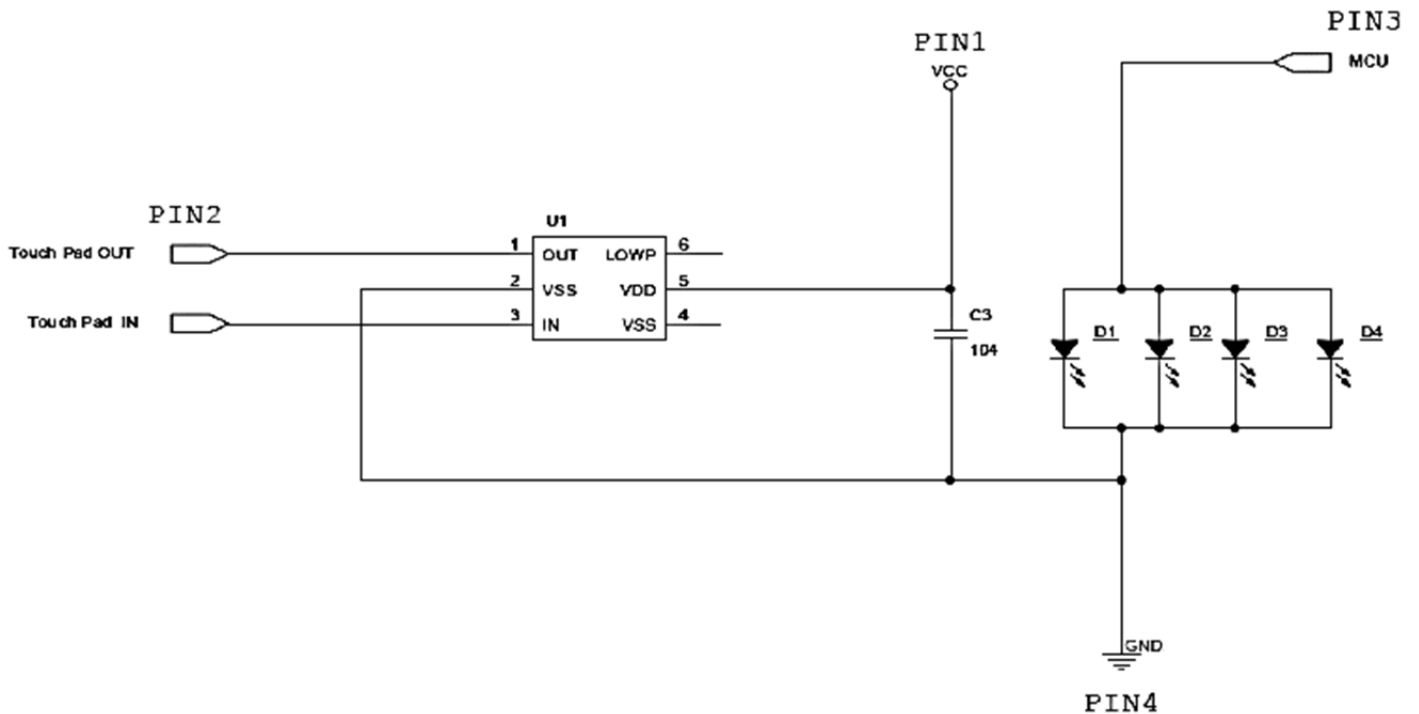 PIN3
MCU
PIN1
VCC
PIN2
Touch Pad OUT
Touch Pad IN
U1
1 OUT LOWP 6
2 VSS VDD 5
3 IN VSS 4
C3
104
D1 D2 D3 D4
GND
PIN4